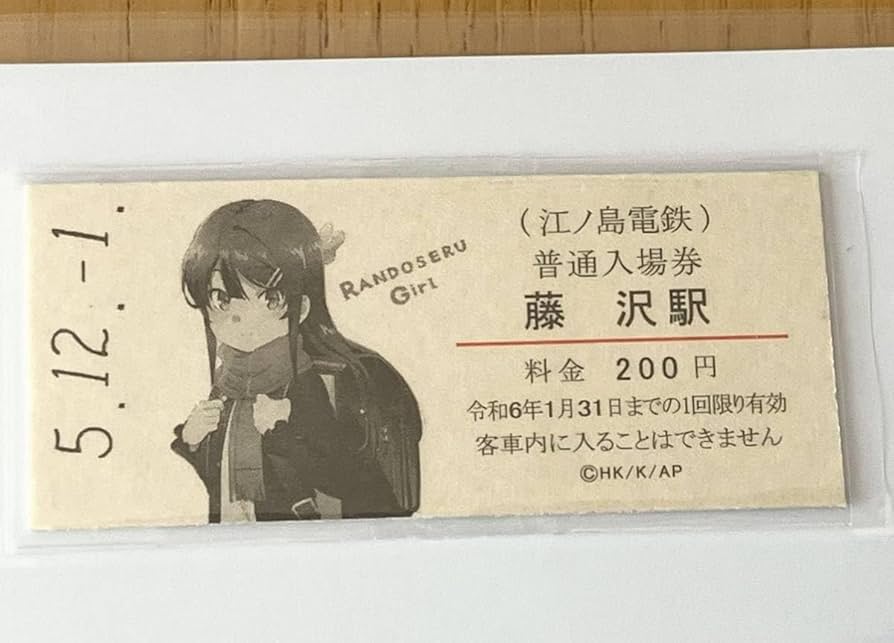 5.12.-1.
RANDOSERU
Girl
(江ノ島電鉄)
普通入場券
藤 沢駅
料金 200円
令和6年1月31日までの1回限り有効
客車内に入ることはできません
©HK/K/AP